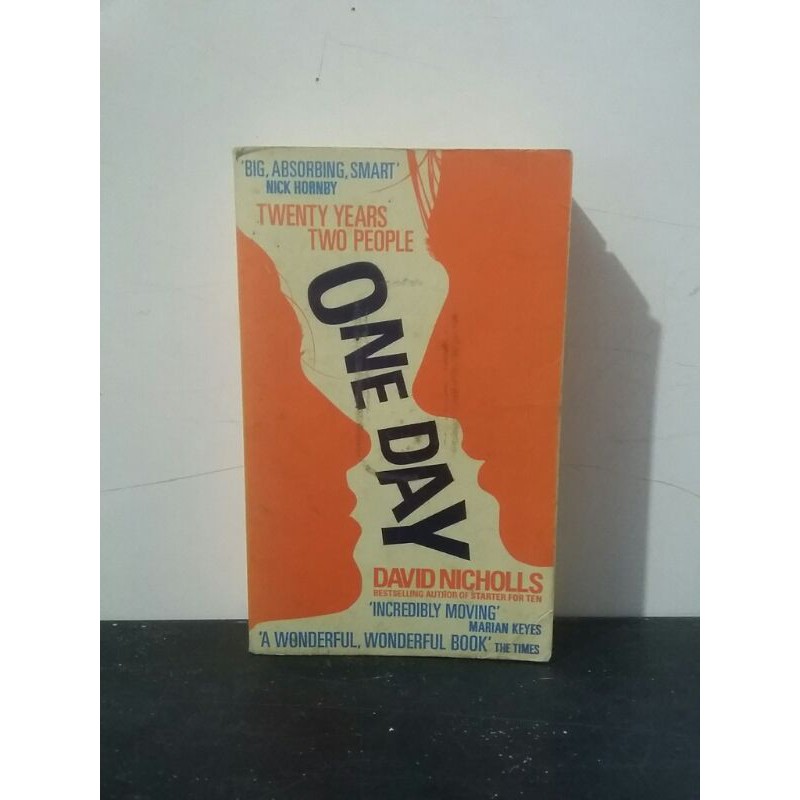 'BIG, ABSORBING, SMART'
NICK HORNBY
TWENTY YEARS
TWO PEOPLE
ONE DAY
DAVID NICHOLLS
BESTSELLING AUTHOR OF STARTER FOR TEN
'INCREDIBLY MOVING'
MARIAN KEYES
'A WONDERFUL, WONDERFUL BOOK' THE TIMES